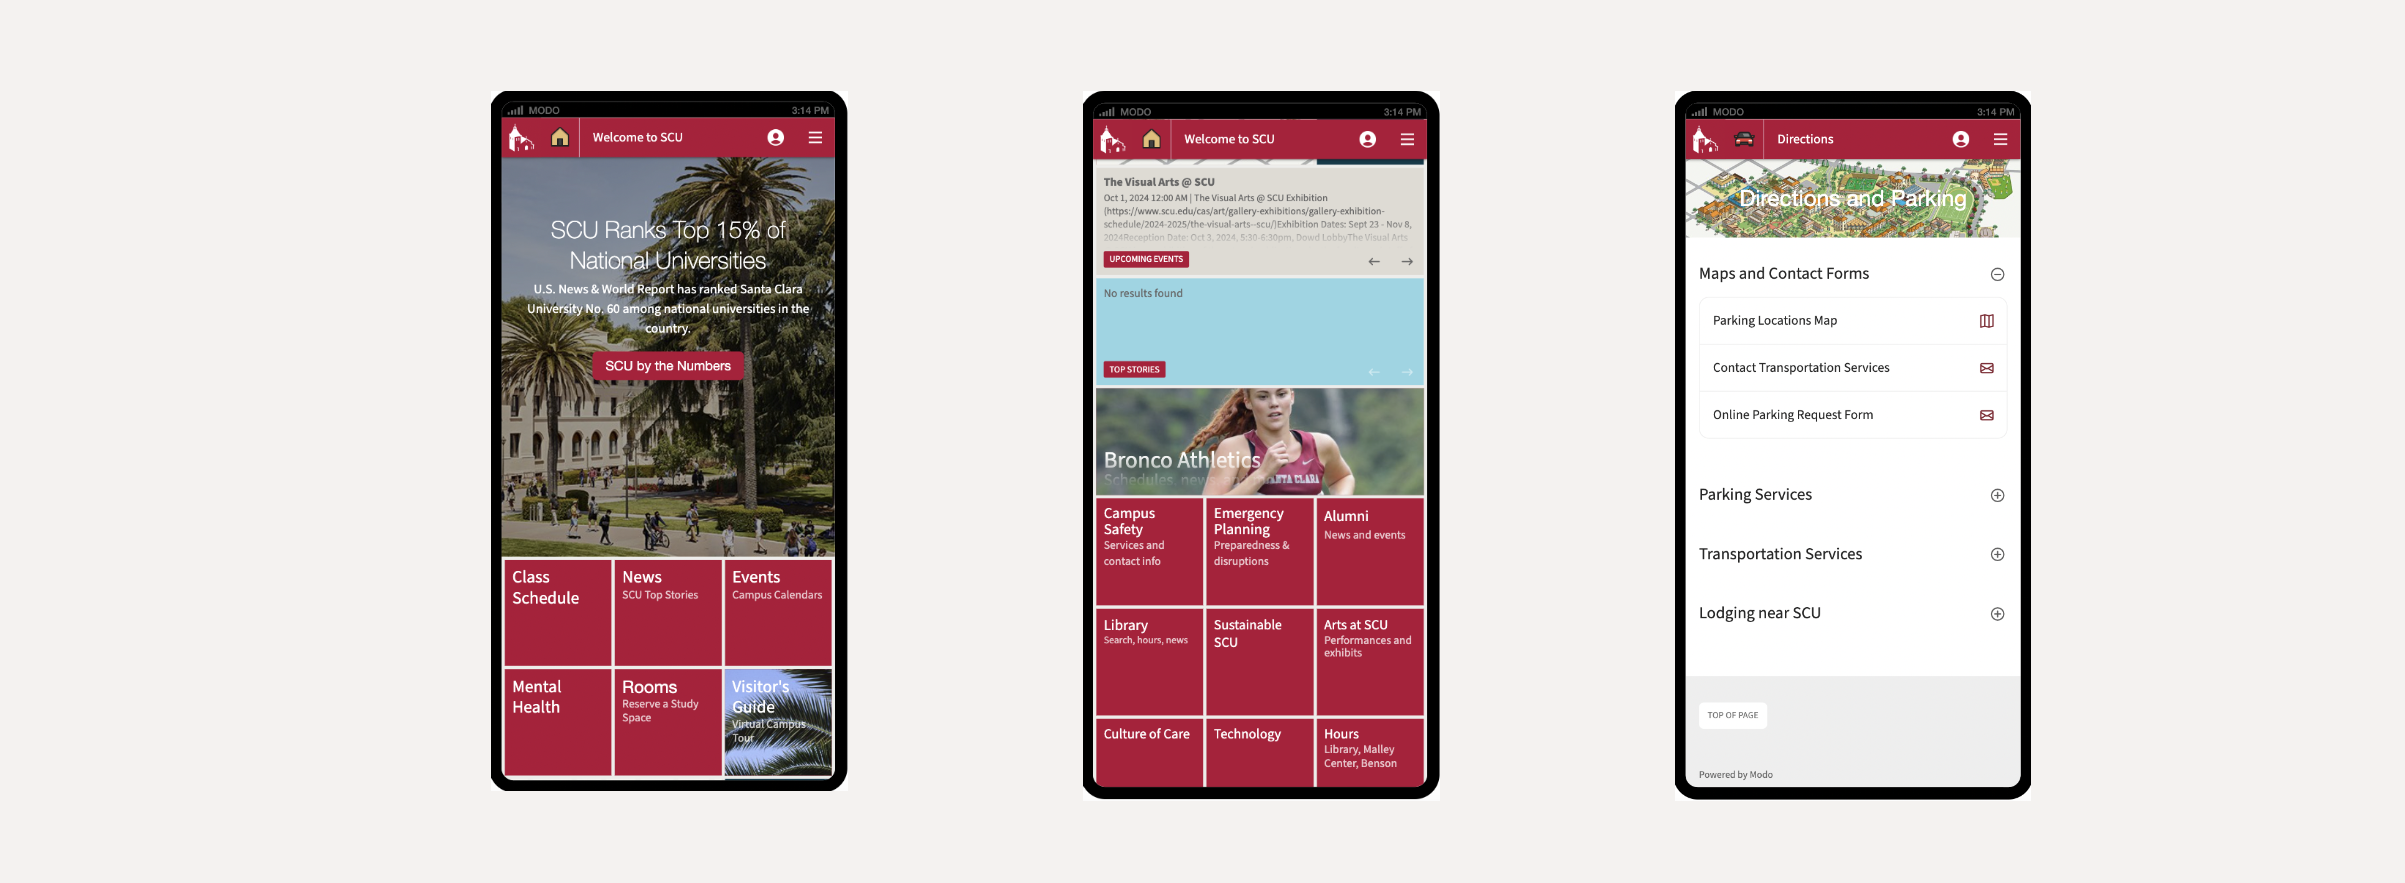 MODO 3:14 PM
Welcome to SCU
SCU Ranks Top 15% of
National Universities
U.S. News & World Report has ranked Santa Clara
University No. 60 among national universities in the
country.
SCU by the Numbers
Class
Schedule
News
SCU Top Stories
Events
Campus Calendars
Mental
Health
Rooms
Reserve a Study
Space
Visitor's
Guide
Virtual Campus
Tour
MODO 3:14 PM
Welcome to SCU
The Visual Arts @ SCU
Oct 1, 2024 12:00 AM | The Visual Arts @ SCU Exhibition
(https://www.scu.edu/cas/art/gallery-exhibitions/gallery-exhibition-
schedule/2024-2025/the-visual-arts--scu/)Exhibition Dates: Sept 23 - Nov 8,
2024Reception Date: Oct 3, 2024, 5:30-6:30pm, Dowd LobbyThe Visual Arts
UPCOMING EVENTS
No results found
TOP STORIES
Bronco Athletics
Schedules, news, and
SANTA CLARA
Campus
Safety
Services and
contact info
Emergency
Planning
Preparedness &
disruptions
Alumni
News and events
Library
Search, hours, news
Sustainable
SCU
Arts at SCU
Performances and
exhibits
Culture of Care
Technology
Hours
Library, Malley
Center, Benson
MODO 3:14 PM
Directions
Directions and Parking
Maps and Contact Forms
Parking Locations Map
Contact Transportation Services
Online Parking Request Form
Parking Services
Transportation Services
Lodging near SCU
TOP OF PAGE
Powered by Modo